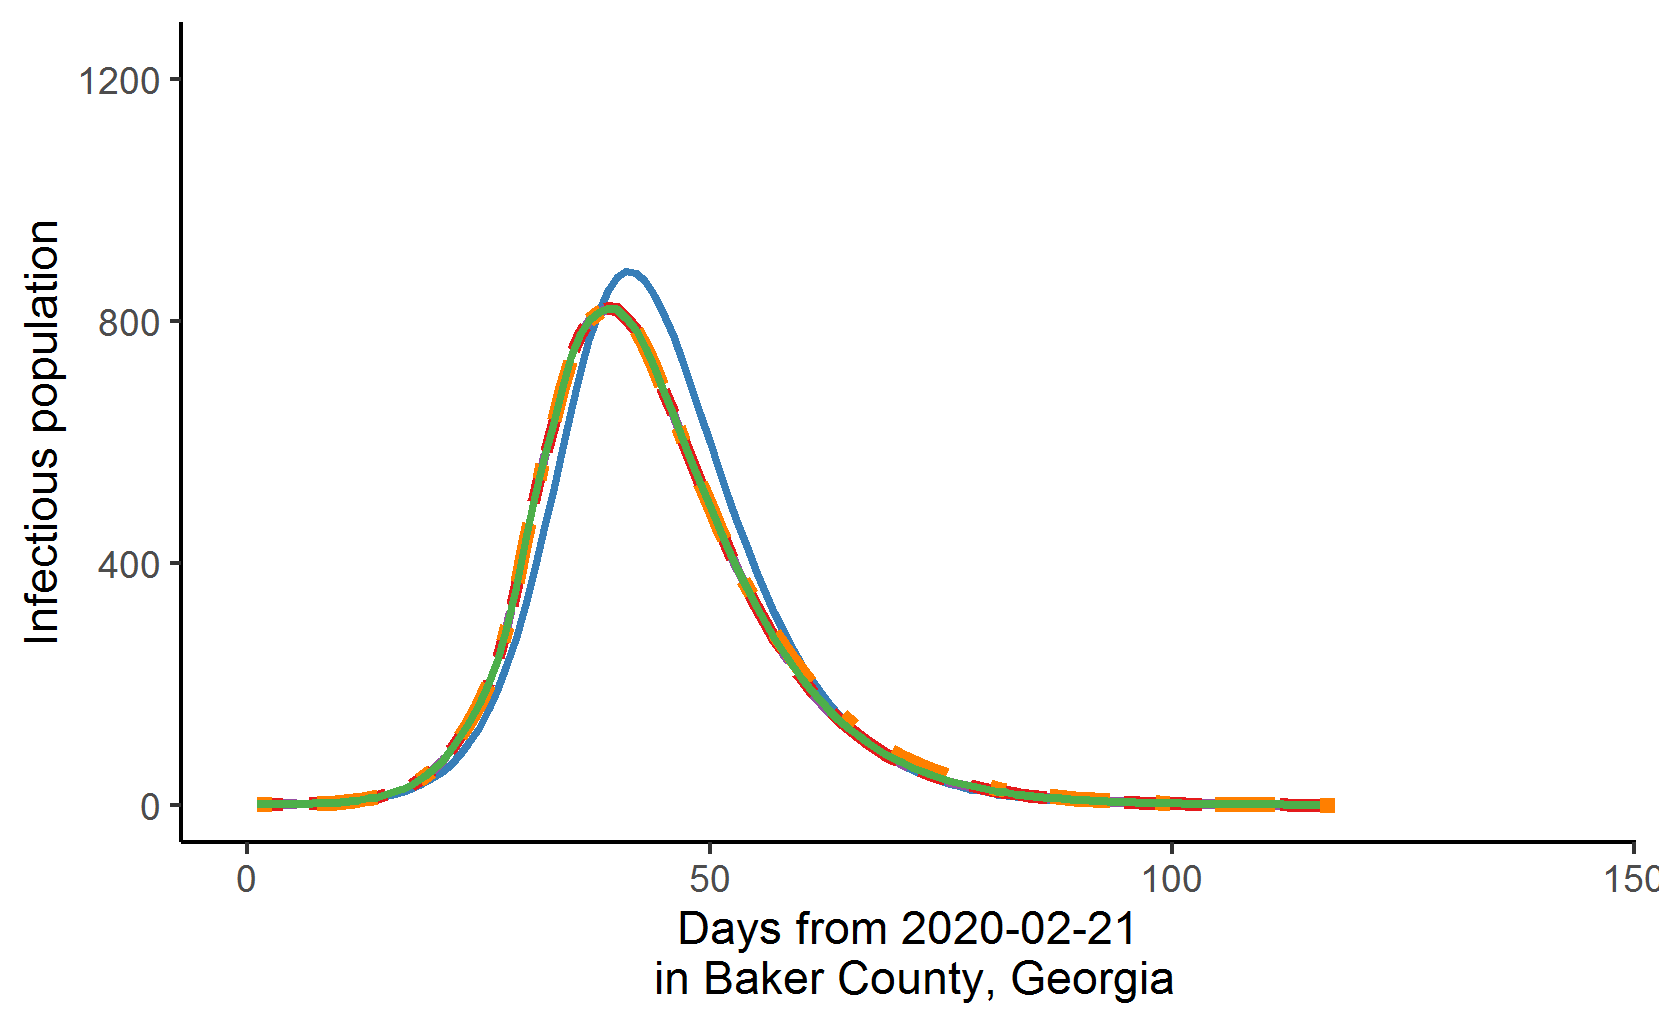 Infectious population
1200
800
400
0
0 50 100 150
Days from 2020-02-21
in Baker County, Georgia